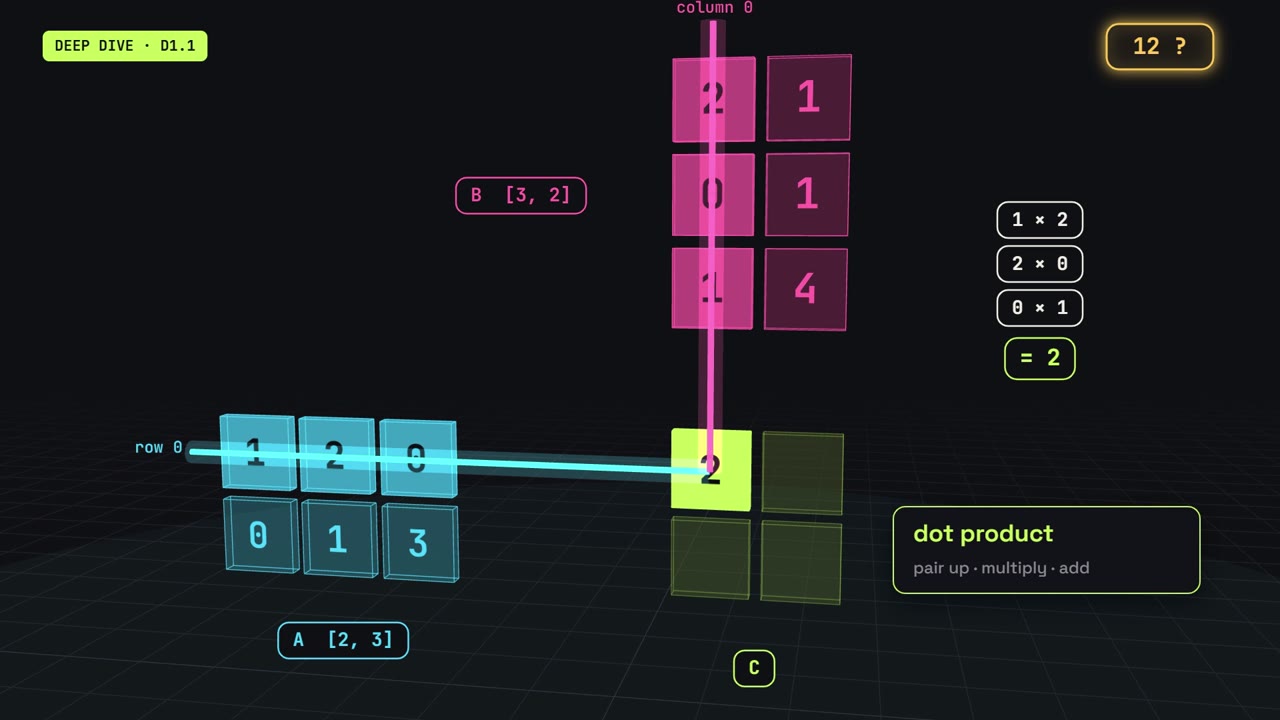 column 0
DEEP DIVE · D1.1
12 ?
2 1
B [3, 2]
0 1
1 × 2
2 × 0
1 4
0 × 1
= 2
row 0
1 2 0
2
0 1 3
dot product
pair up · multiply · add
A [2, 3]
C